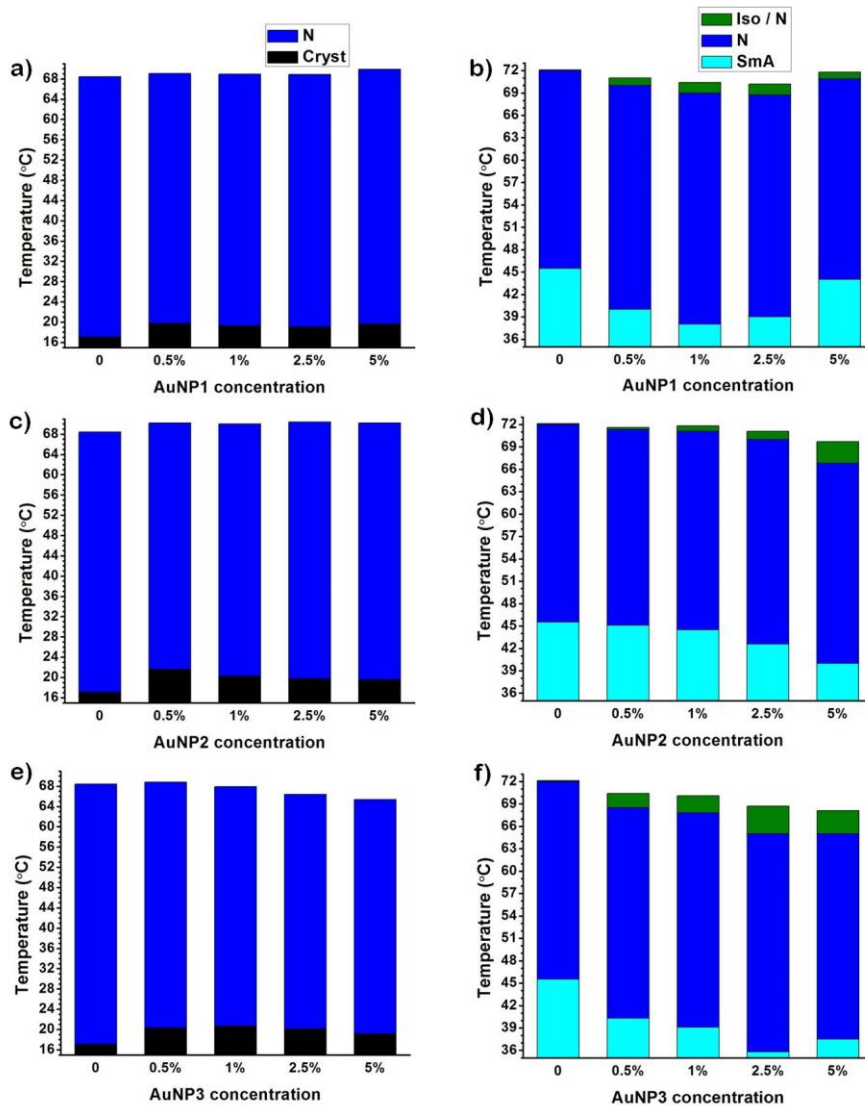 N
Cryst
a)
Temperature (°C)
68
64
60
56
52
48
44
40
36
32
28
24
20
16
0 0.5% 1% 2.5% 5%
AuNP1 concentration
Iso / N
N
SmA
b)
Temperature (°C)
72
69
66
63
60
57
54
51
48
45
42
39
36
0 0.5% 1% 2.5% 5%
AuNP1 concentration
c)
Temperature (°C)
68
64
60
56
52
48
44
40
36
32
28
24
20
16
0 0.5% 1% 2.5% 5%
AuNP2 concentration
d)
Temperature (°C)
72
69
66
63
60
57
54
51
48
45
42
39
36
0 0.5% 1% 2.5% 5%
AuNP2 concentration
e)
Temperature (°C)
68
64
60
56
52
48
44
40
36
32
28
24
20
16
0 0.5% 1% 2.5% 5%
AuNP3 concentration
f)
Temperature (°C)
72
69
66
63
60
57
54
51
48
45
42
39
36
0 0.5% 1% 2.5% 5%
AuNP3 concentration